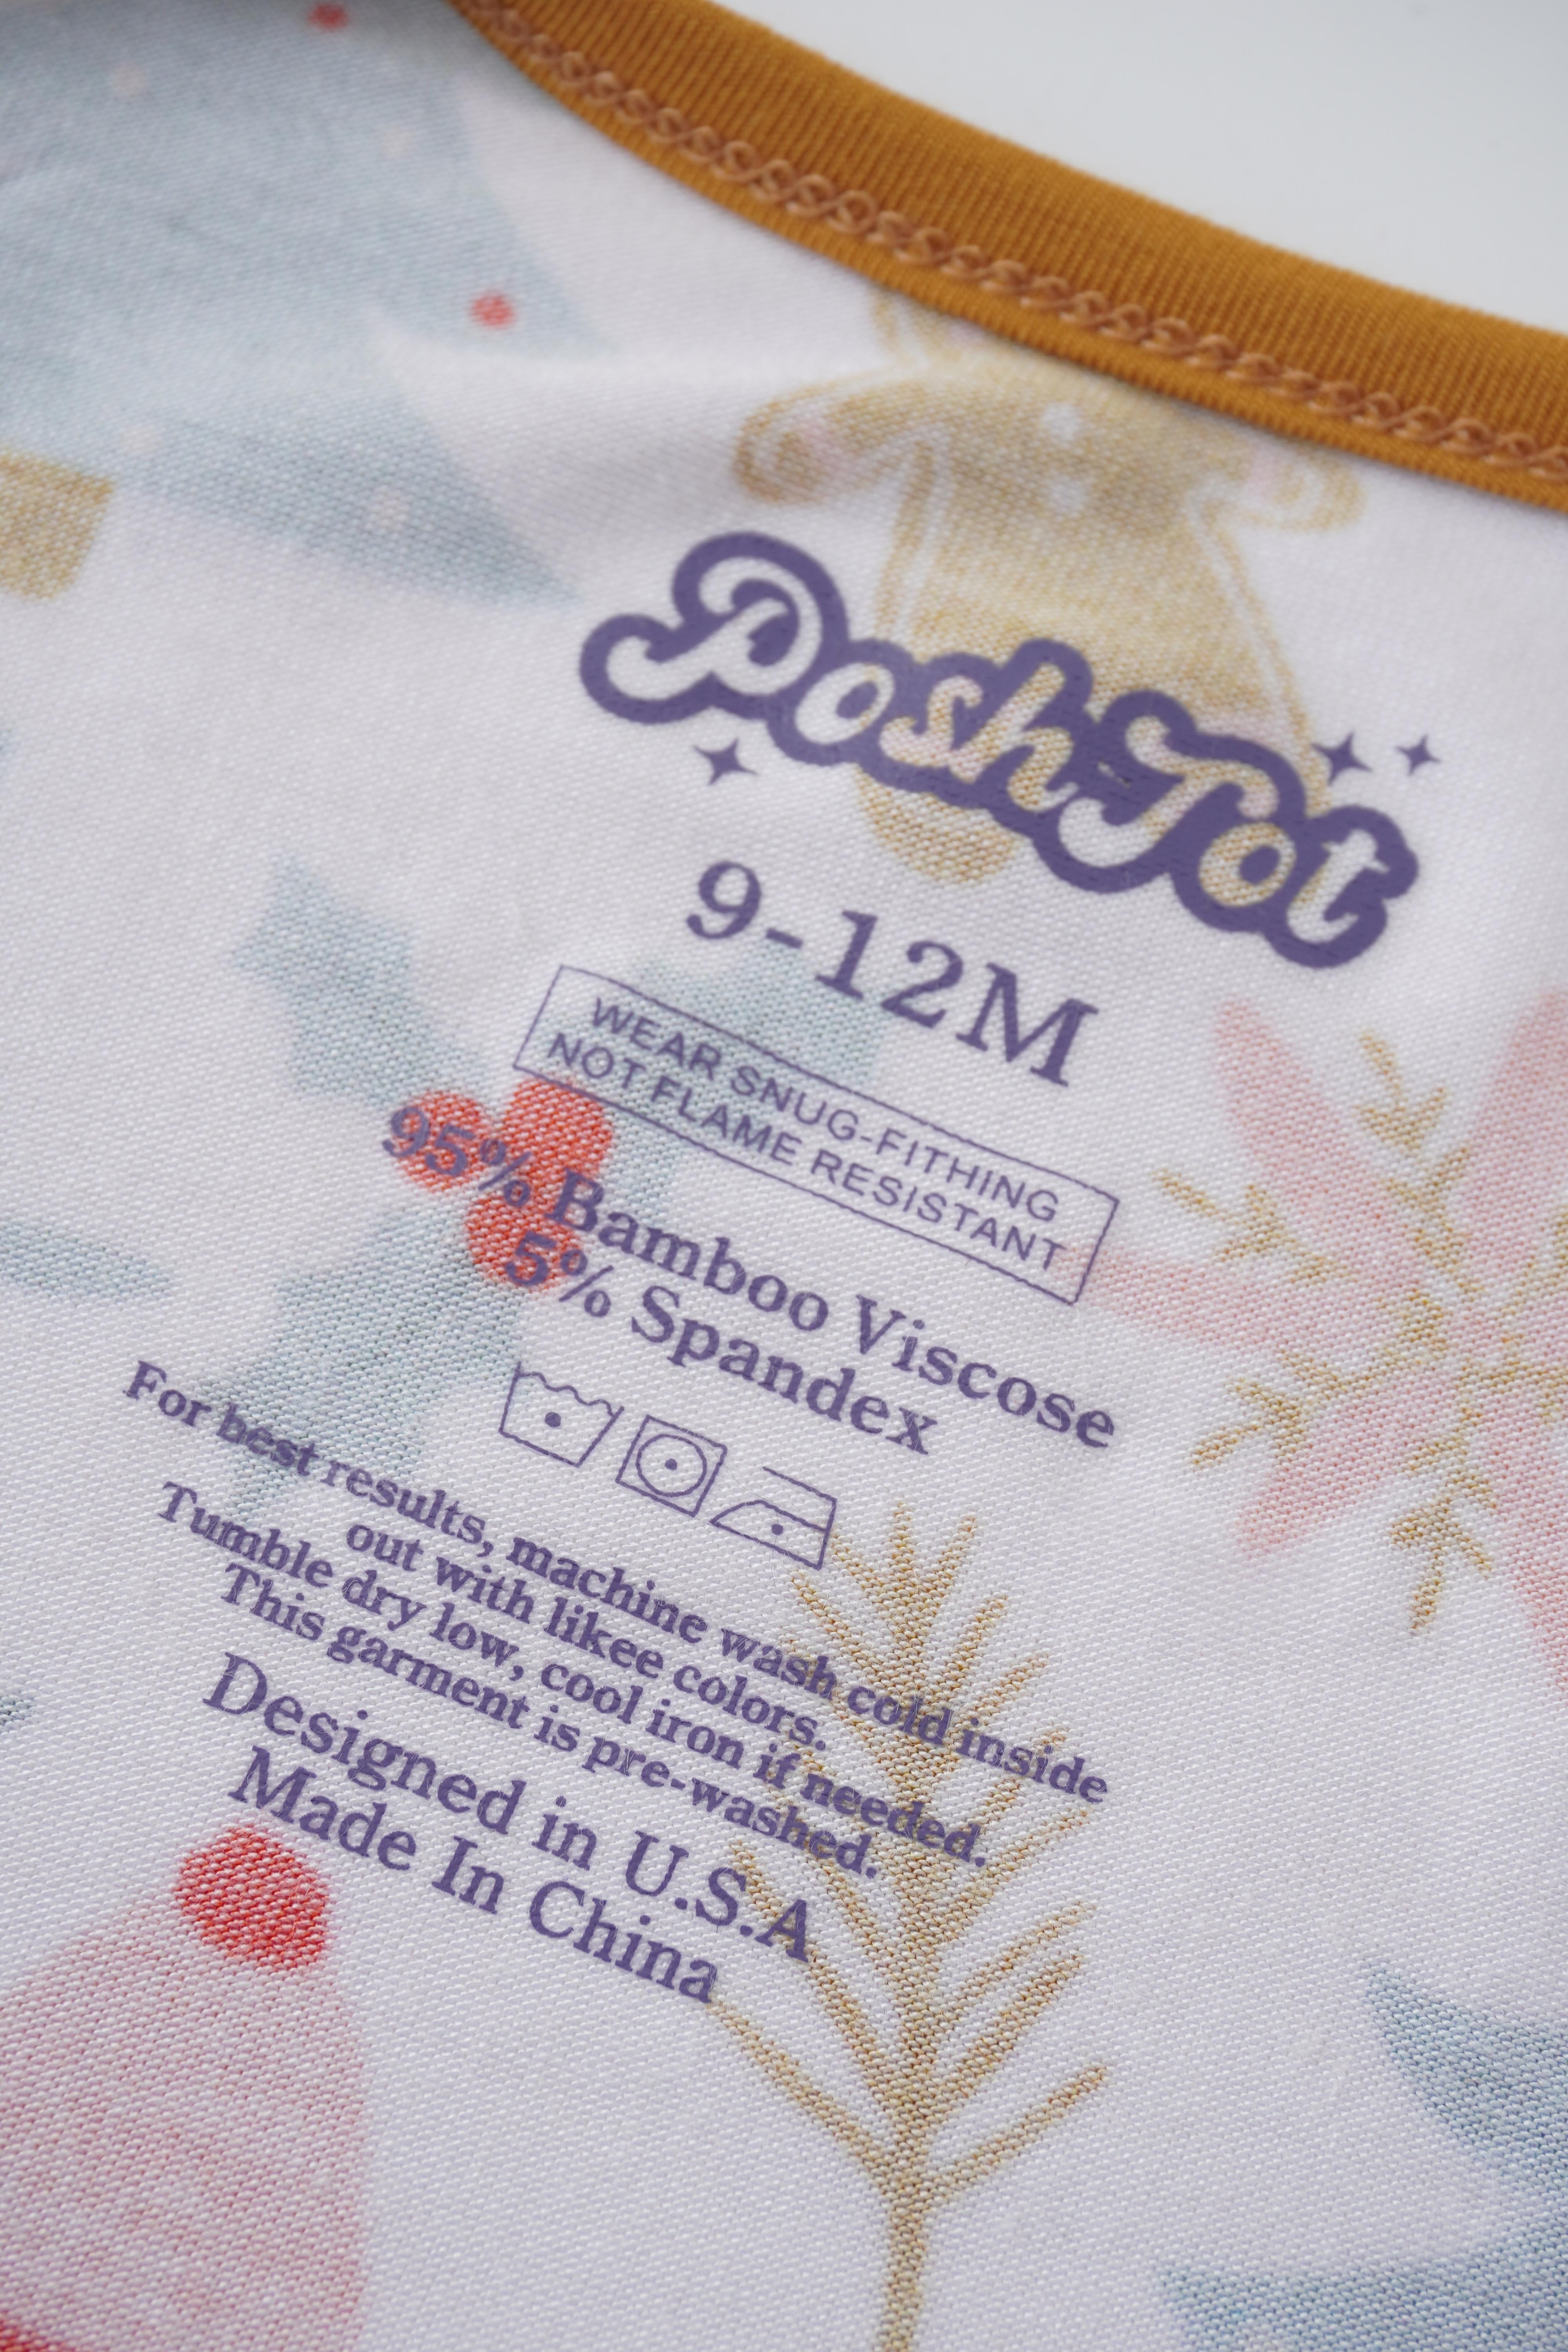 PoshTot
9-12M
WEAR SNUG-FITHING
NOT FLAME RESISTANT
95% Bamboo Viscose
5% Spandex
For best results, machine wash cold inside
out with likee colors.
Tumble dry low, cool iron if needed.
This garment is pre-washed.
Designed in U.S.A
Made In China